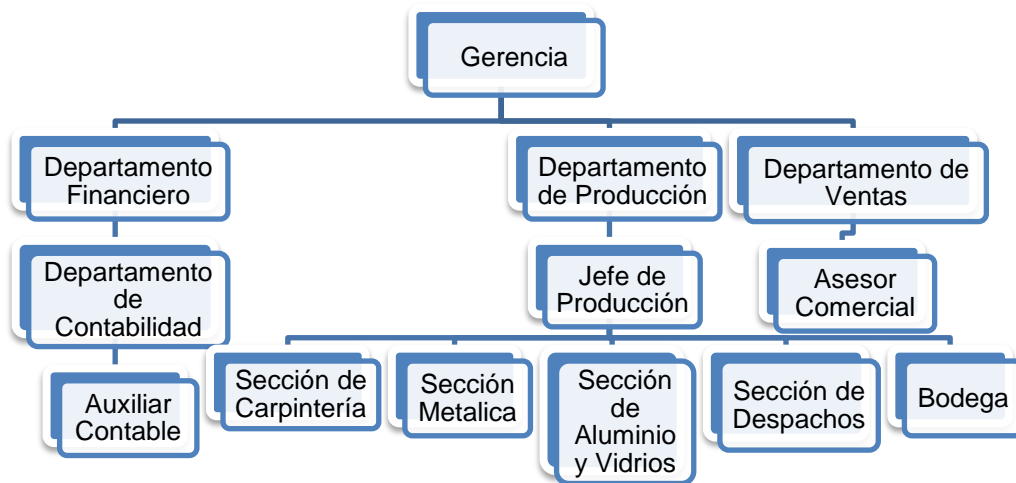 Gerencia
Departamento
Financiero
Departamento
de Producción
Departamento de
Ventas
Departamento
de
Contabilidad
Jefe de
Producción
Asesor
Comercial
Auxiliar
Contable
Sección de
Carpintería
Sección
Metalica
Sección
de
Aluminio
y Vidrios
Sección de
Despachos
Bodega